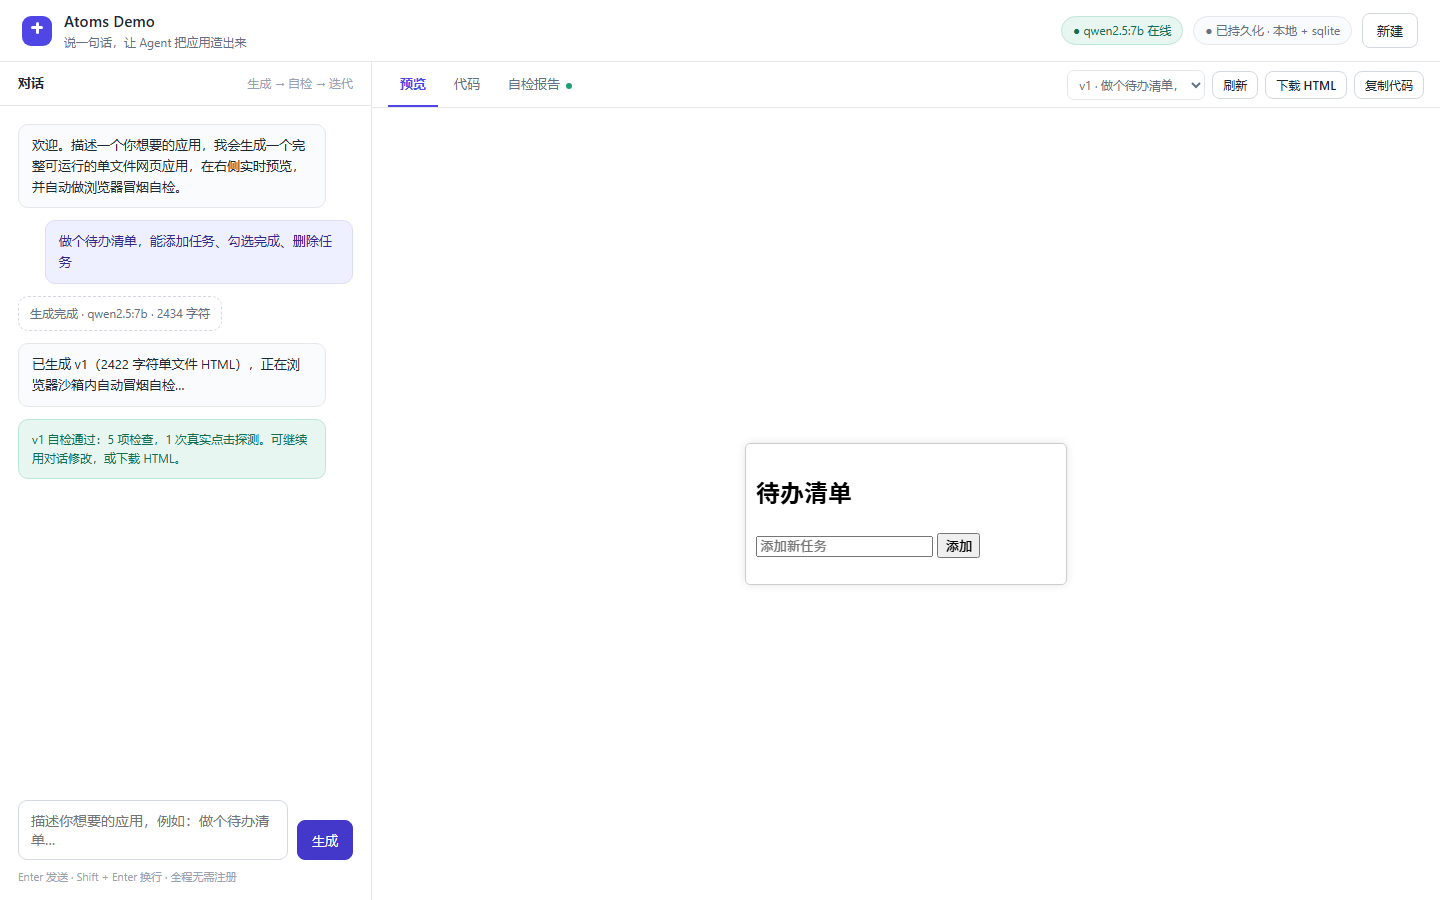 Atoms Demo
说一句话，让 Agent 把应用造出来
● qwen2.5:7b 在线
● 已持久化 · 本地 + sqlite
新建
对话
生成 → 自检 → 迭代
预览
代码
自检报告 ●
v1 · 做个待办清单，
刷新
下载 HTML
复制代码
欢迎。描述一个你想要的应用，我会生成一个完
整可运行的单文件网页应用，在右侧实时预览，
并自动做浏览器冒烟自检。
做个待办清单，能添加任务、勾选完成、删除任
务
生成完成 · qwen2.5:7b · 2434 字符
已生成 v1（2422 字符单文件 HTML），正在浏
览器沙箱内自动冒烟自检...
v1 自检通过：5 项检查，1 次真实点击探测。可继续
用对话修改，或下载 HTML。
待办清单
添加新任务
添加
描述你想要的应用，例如：做个待办清
单...
生成
Enter 发送 · Shift + Enter 换行 · 全程无需注册